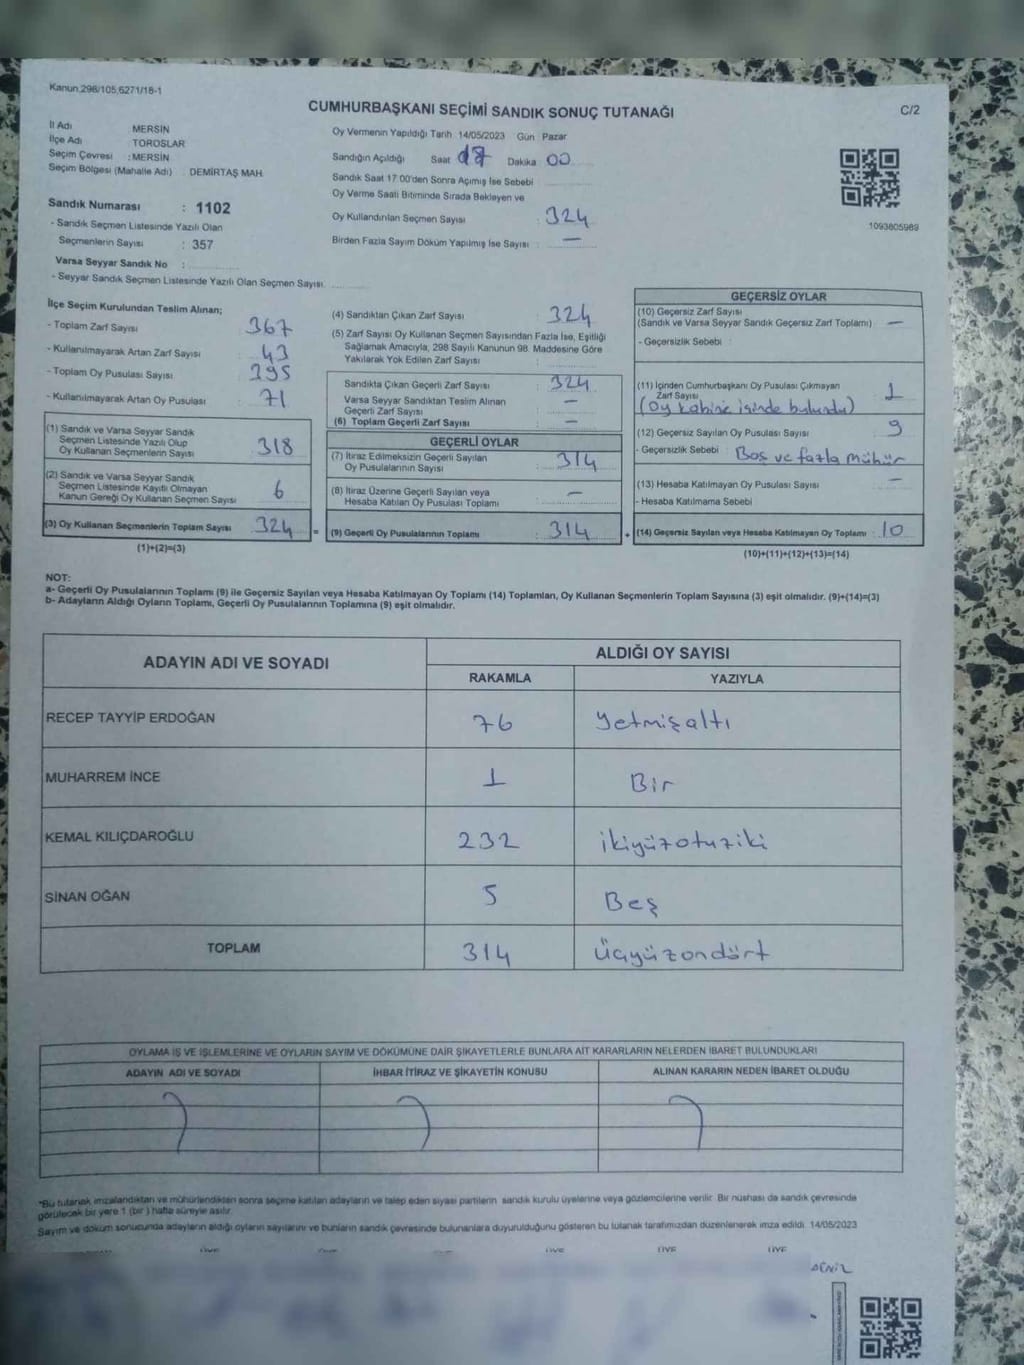 Kanun,298/105,6271/18-1
CUMHURBAŞKANI SEÇİMİ SANDIK SONUÇ TUTANAĞI
C/2
İl Adı MERSİN
İlçe Adı TOROSLAR
Seçim Çevresi : MERSİN
Seçim Bölgesi (Mahalle Adı) : DEMİRTAŞ MAH.
Sandık Numarası : 1102
- Sandık Seçmen Listesinde Yazılı Olan
Seçmenlerin Sayısı : 357
Varsa Seyyar Sandık No :
- Seyyar Sandık Seçmen Listesinde Yazılı Olan Seçmen Sayısı
Oy Vermenin Yapıldığı Tarih 14/05/2023 Gün Pazar
Sandığın Açıldığı Saat 17 Dakika 00
Sandık Saat 17.00'den Sonra Açılmış İse Sebebi
Oy Verme Saati Bitiminde Sırada Bekleyen ve
Oy Kullandırılan Seçmen Sayısı : 324
Birden Fazla Sayım Döküm Yapılmış İse Sayısı : —
1093805989
İlçe Seçim Kurulundan Teslim Alınan;
- Toplam Zarf Sayısı : 367
- Kullanılmayarak Artan Zarf Sayısı : 43
- Toplam Oy Pusulası Sayısı : 395
- Kullanılmayarak Artan Oy Pusulası : 71
(1) Sandık ve Varsa Seyyar Sandık
Seçmen Listesinde Yazılı Olup
Oy Kullanan Seçmenlerin Sayısı : 318
(2) Sandık ve Varsa Seyyar Sandık
Seçmen Listesinde Kayıtlı Olmayan
Kanun Gereği Oy Kullanan Seçmen Sayısı : 6
(3) Oy Kullanan Seçmenlerin Toplam Sayısı : 324
(1)+(2)=(3)
(4) Sandıktan Çıkan Zarf Sayısı : 324
(5) Zarf Sayısı Oy Kullanan Seçmen Sayısından Fazla İse, Eşitliği
Sağlamak Amacıyla, 298 Sayılı Kanunun 98. Maddesine Göre
Yakılarak Yok Edilen Zarf Sayısı :
Sandıkta Çıkan Geçerli Zarf Sayısı : 324
Varsa Seyyar Sandıktan Teslim Alınan
Geçerli Zarf Sayısı : —
(6) Toplam Geçerli Zarf Sayısı : —
GEÇERLİ OYLAR
(7) İtiraz Edilmeksizin Geçerli Sayılan
Oy Pusulalarının Sayısı : 314
(8) İtiraz Üzerine Geçerli Sayılan veya
Hesaba Katılan Oy Pusulası Toplamı : —
= (9) Geçerli Oy Pusulalarının Toplamı : 314
GEÇERSİZ OYLAR
(10) Geçersiz Zarf Sayısı
(Sandık ve Varsa Seyyar Sandık Geçersiz Zarf Toplamı) : —
- Geçersizlik Sebebi :
(11) İçinden Cumhurbaşkanı Oy Pusulası Çıkmayan
Zarf Sayısı : 1
(Oy kabine içinde bulundu)
(12) Geçersiz Sayılan Oy Pusulası Sayısı : 9
- Geçersizlik Sebebi : Boş ve fazla mühür
(13) Hesaba Katılmayan Oy Pusulası Sayısı : —
- Hesaba Katılmama Sebebi
+ (14) Geçersiz Sayılan veya Hesaba Katılmayan Oy Toplamı : 10
(10)+(11)+(12)+(13)=(14)
NOT:
a- Geçerli Oy Pusulalarının Toplamı (9) ile Geçersiz Sayılan veya Hesaba Katılmayan Oy Toplamı (14) Toplamları, Oy Kullanan Seçmenlerin Toplam Sayısına (3) eşit olmalıdır. (9)+(14)=(3)
b- Adayların Aldığı Oyların Toplamı, Geçerli Oy Pusulalarının Toplamına (9) eşit olmalıdır.
ADAYIN ADI VE SOYADI
ALDIĞI OY SAYISI
RAKAMLA YAZIYLA
RECEP TAYYİP ERDOĞAN 76 Yetmişaltı
MUHARREM İNCE 1 Bir
KEMAL KILIÇDAROĞLU 232 ikiyüzotuziki
SİNAN OĞAN 5 Beş
TOPLAM 314 Üçyüzondört
OYLAMA İŞ VE İŞLEMLERİNE VE OYLARIN SAYIM VE DÖKÜMÜNE DAİR ŞİKAYETLERLE BUNLARA AİT KARARLARIN NELERDEN İBARET BULUNDUKLARI
ADAYIN ADI VE SOYADI İHBAR İTİRAZ VE ŞİKAYETİN KONUSU ALINAN KARARIN NEDEN İBARET OLDUĞU
*Bu tutanak imzalandıktan ve mühürlendikten sonra seçime katılan adayların ve talep eden siyasi partilerin sandık kurulu üyelerine veya gözlemcilerine verilir. Bir nüshası da sandık çevresinde
görülecek bir yere 1 (bir) hafta süreyle asılır.
Sayım ve döküm sonucunda adayların aldığı oyların sayılarını ve bunların sandık çevresinde bulunanlara duyurulduğunu gösteren bu tutanak tarafımızdan düzenlenerek imza edildi. 14/05/2023
ÜYE ÜYE ÜYE ÜYE
DENİZ